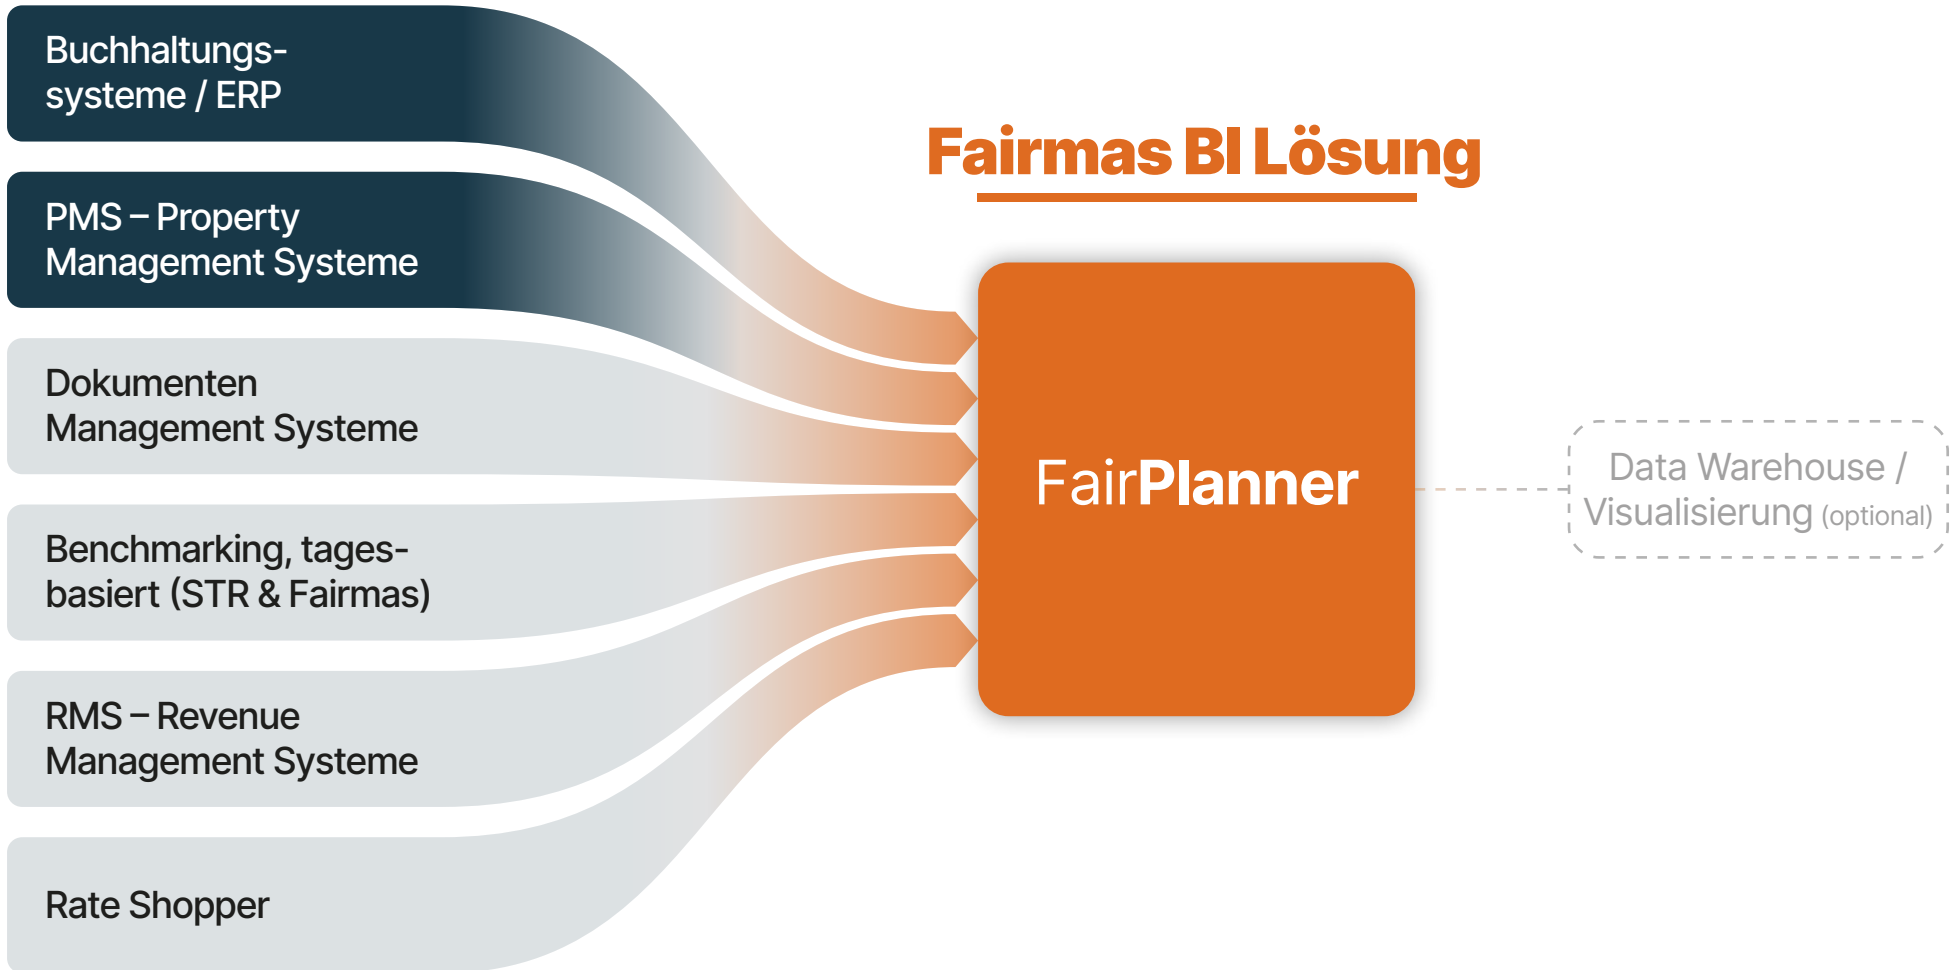 Buchhaltungs-
systeme / ERP
PMS – Property
Management Systeme
Dokumenten
Management Systeme
Benchmarking, tages-
basiert (STR & Fairmas)
RMS – Revenue
Management Systeme
Rate Shopper
Fairmas BI Lösung
FairPlanner
Data Warehouse /
Visualisierung (optional)